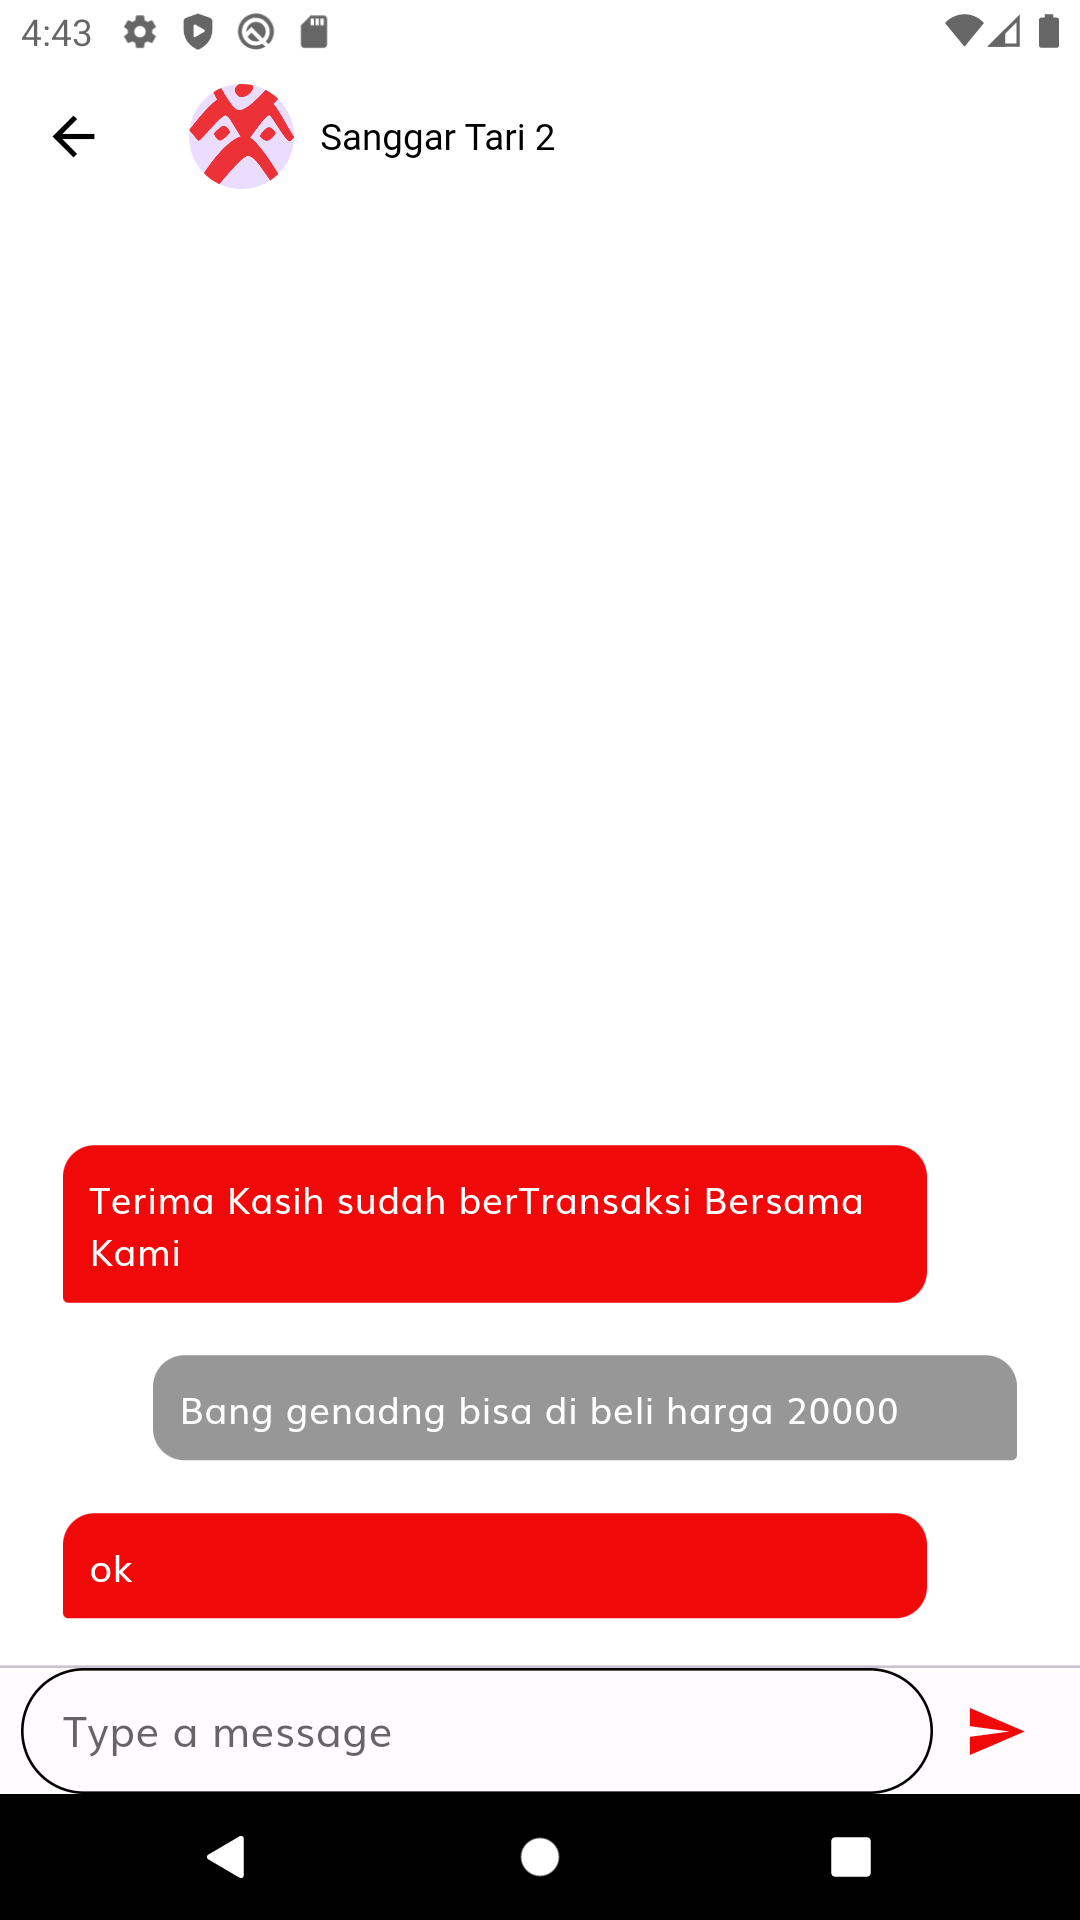 4:43
Sanggar Tari 2
Terima Kasih sudah berTransaksi Bersama
Kami
Bang genadng bisa di beli harga 20000
ok
Type a message